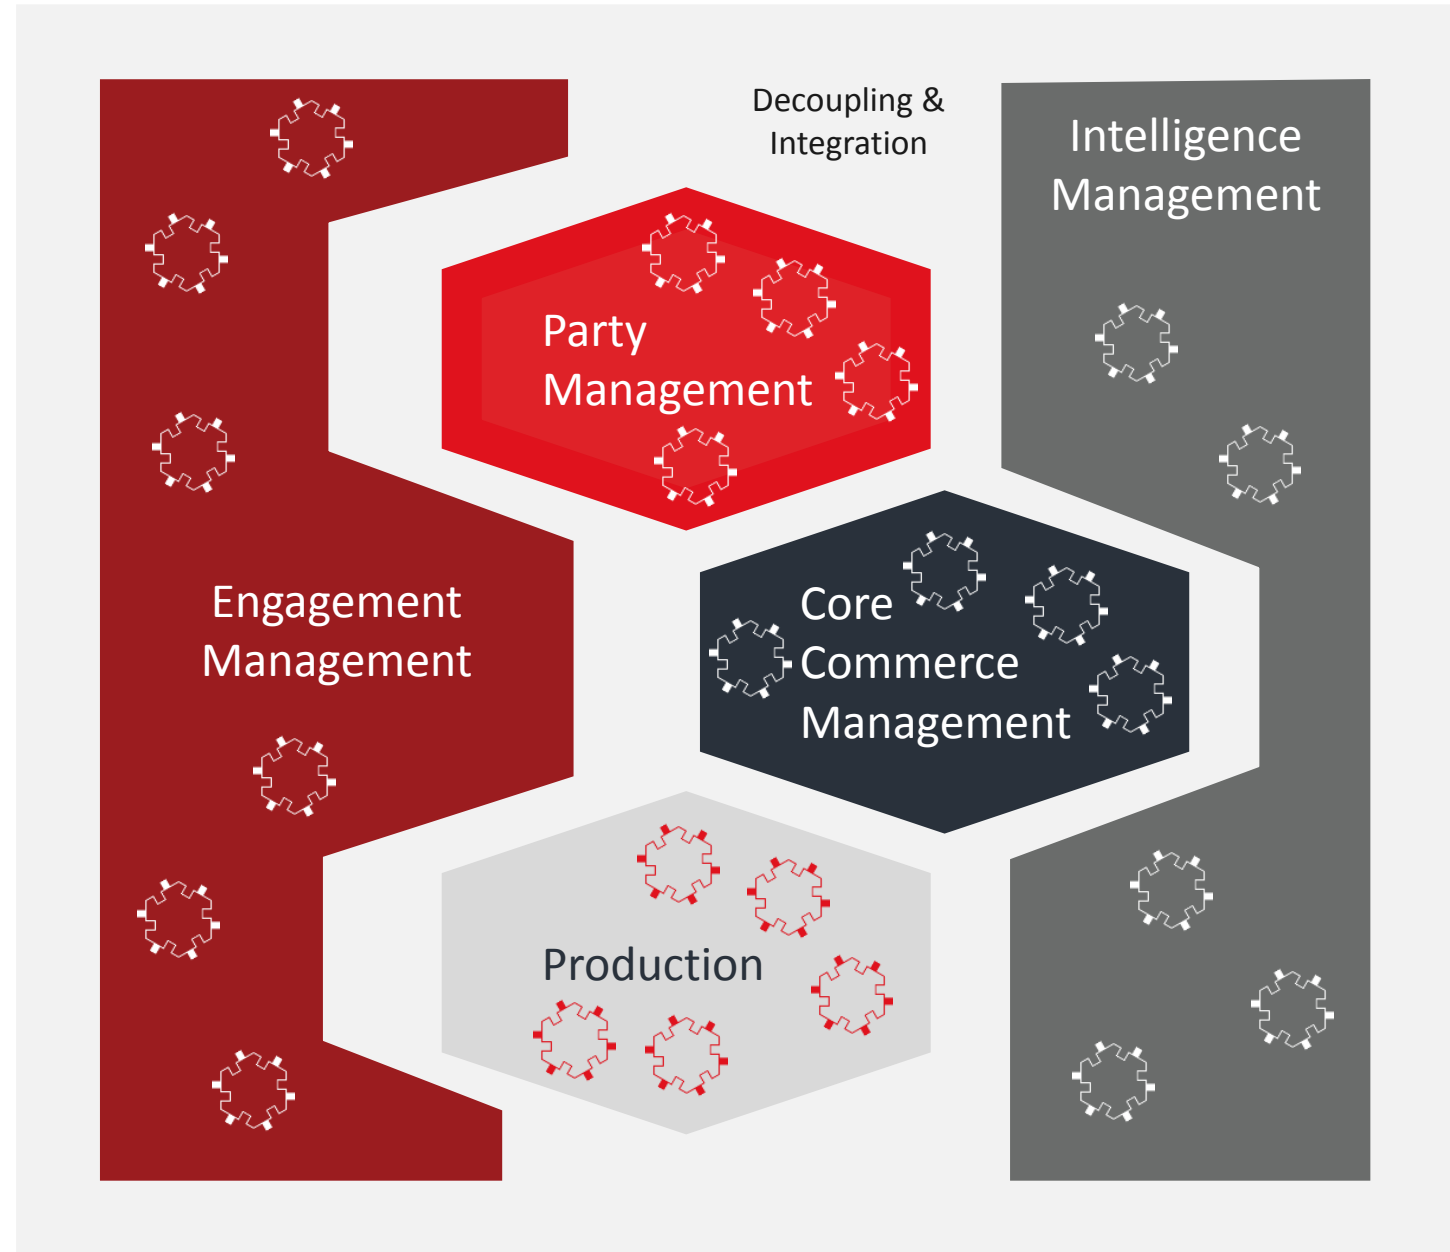 Decoupling &
Integration
Intelligence
Management
Party
Management
Engagement
Management
Core
Commerce
Management
Production